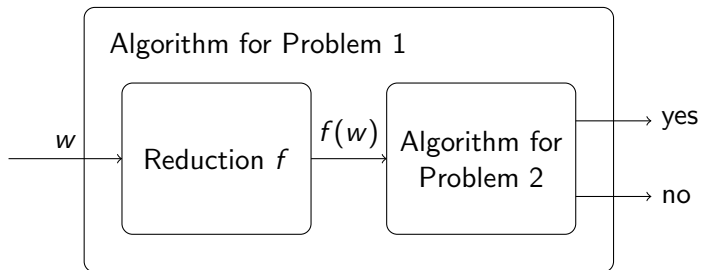 Algorithm for Problem 1
w
Reduction f
f(w)
Algorithm for
Problem 2
yes
no